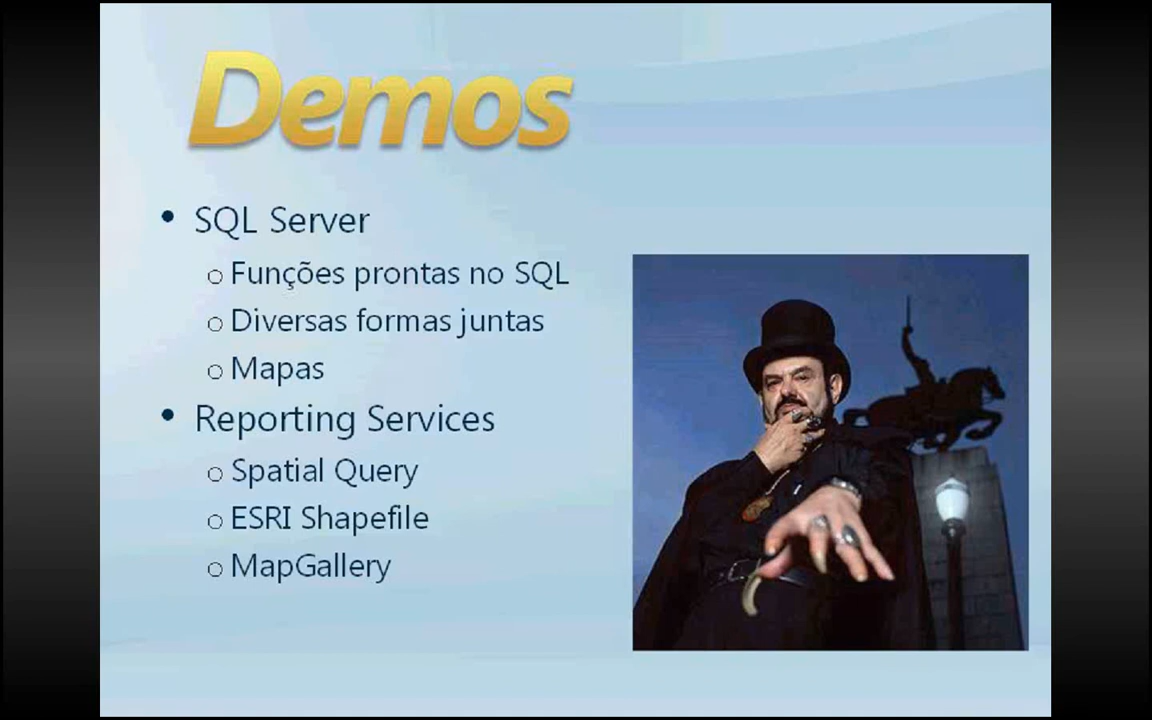 Demos
• SQL Server
o Funções prontas no SQL
o Diversas formas juntas
o Mapas
• Reporting Services
o Spatial Query
o ESRI Shapefile
o MapGallery